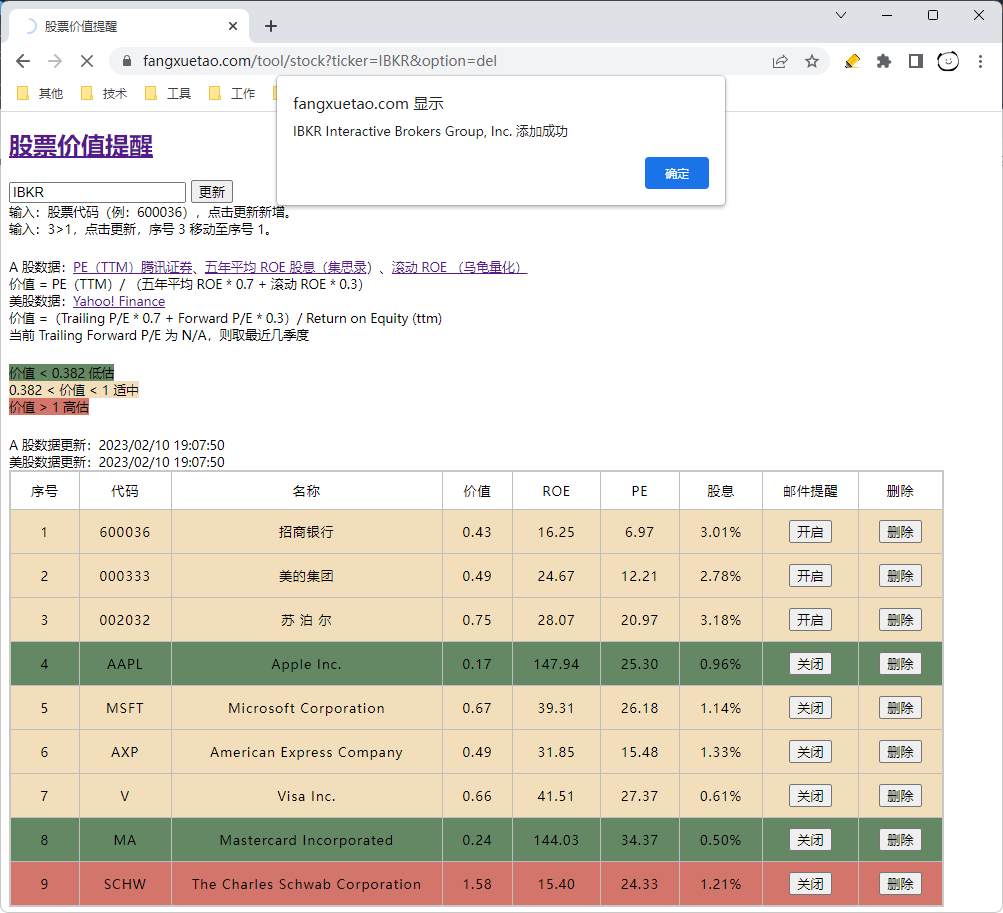 股票价值提醒
fangxuetao.com/tool/stock?ticker=IBKR&option=del
其他 技术 工具 工作
fangxuetao.com 显示
IBKR Interactive Brokers Group, Inc. 添加成功
确定
股票价值提醒
IBKR 更新
输入：股票代码（例：600036），点击更新新增。
输入：3>1，点击更新，序号 3 移动至序号 1。
A 股数据：PE（TTM）腾讯证券、五年平均 ROE 股息（集思录）、滚动 ROE （乌龟量化）
价值 = PE（TTM）/ （五年平均 ROE * 0.7 + 滚动 ROE * 0.3）
美股数据：Yahoo! Finance
价值 =（Trailing P/E * 0.7 + Forward P/E * 0.3）/ Return on Equity (ttm)
当前 Trailing Forward P/E 为 N/A，则取最近几季度
价值 < 0.382 低估
0.382 < 价值 < 1 适中
价值 > 1 高估
A 股数据更新：2023/02/10 19:07:50
美股数据更新：2023/02/10 19:07:50
序号 代码 名称 价值 ROE PE 股息 邮件提醒 删除
1 600036 招商银行 0.43 16.25 6.97 3.01% 开启 删除
2 000333 美的集团 0.49 24.67 12.21 2.78% 开启 删除
3 002032 苏 泊 尔 0.75 28.07 20.97 3.18% 开启 删除
4 AAPL Apple Inc. 0.17 147.94 25.30 0.96% 关闭 删除
5 MSFT Microsoft Corporation 0.67 39.31 26.18 1.14% 关闭 删除
6 AXP American Express Company 0.49 31.85 15.48 1.33% 关闭 删除
7 V Visa Inc. 0.66 41.51 27.37 0.61% 关闭 删除
8 MA Mastercard Incorporated 0.24 144.03 34.37 0.50% 关闭 删除
9 SCHW The Charles Schwab Corporation 1.58 15.40 24.33 1.21% 关闭 删除